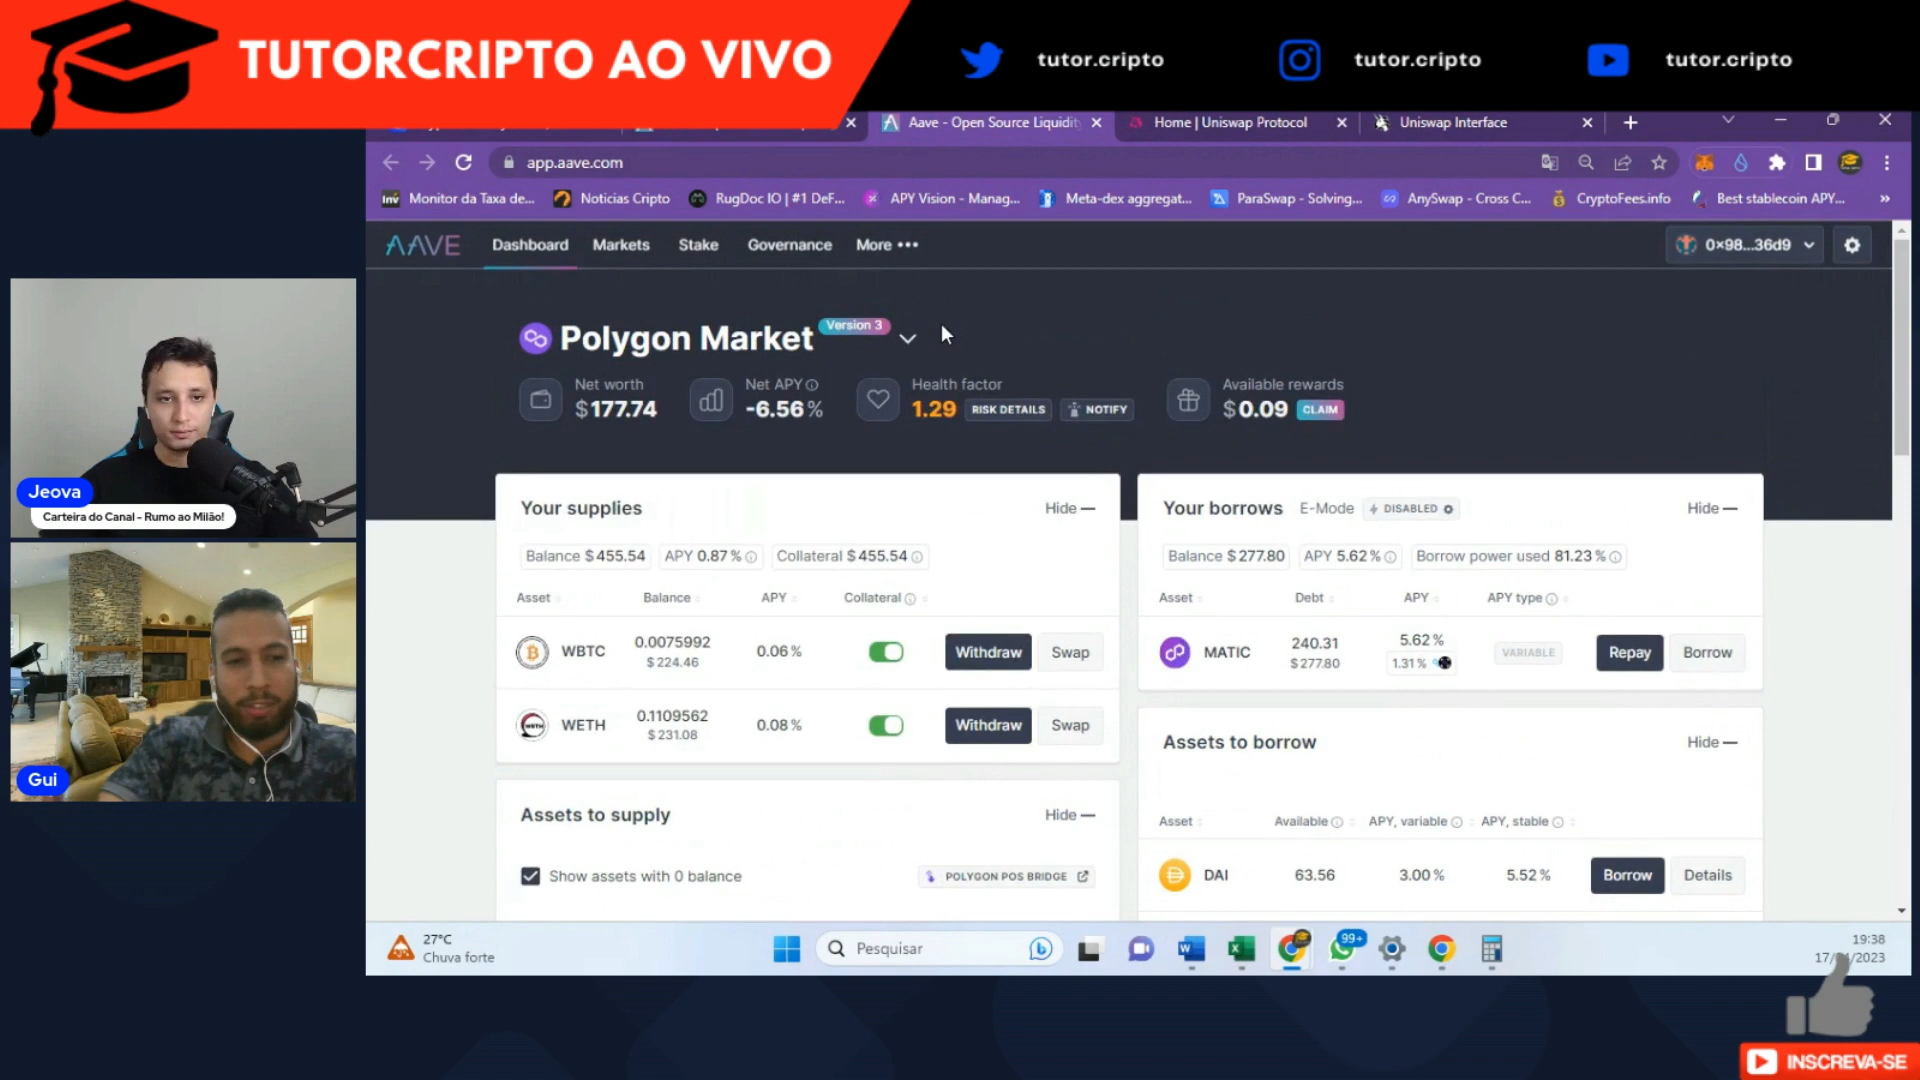 TUTORCRIPTO AO VIVO
tutor.cripto
tutor.cripto
tutor.cripto
Aave - Open Source Liquidit
Home | Uniswap Protocol
Uniswap Interface
app.aave.com
Monitor da Taxa de...
Noticias Cripto
RugDoc IO | #1 DeF...
APY Vision - Manag...
Meta-dex aggregat...
ParaSwap - Solving...
AnySwap - Cross C...
CryptoFees.info
Best stablecoin APY...
»
AAVE
Dashboard
Markets
Stake
Governance
More •••
0×98...36d9
Polygon Market
Version 3
Net worth
$177.74
Net APY
-6.56%
Health factor
1.29
RISK DETAILS
NOTIFY
Available rewards
$0.09
CLAIM
Your supplies
Hide —
Balance $455.54
APY 0.87%
Collateral $455.54
Asset
Balance
APY
Collateral
WBTC
0.0075992
$224.46
0.06%
Withdraw
Swap
WETH
0.1109562
$231.08
0.08%
Withdraw
Swap
Assets to supply
Hide —
Show assets with 0 balance
POLYGON POS BRIDGE
Your borrows
E-Mode
DISABLED
Hide —
Balance $277.80
APY 5.62%
Borrow power used 81.23%
Asset
Debt
APY
APY type
MATIC
240.31
$277.80
5.62%
1.31%
VARIABLE
Repay
Borrow
Assets to borrow
Hide —
Asset
Available
APY, variable
APY, stable
DAI
63.56
3.00%
5.52%
Borrow
Details
Jeova
Carteira do Canal - Rumo ao Milão!
Gui
27°C
Chuva forte
Pesquisar
99+
19:38
INSCREVA-SE